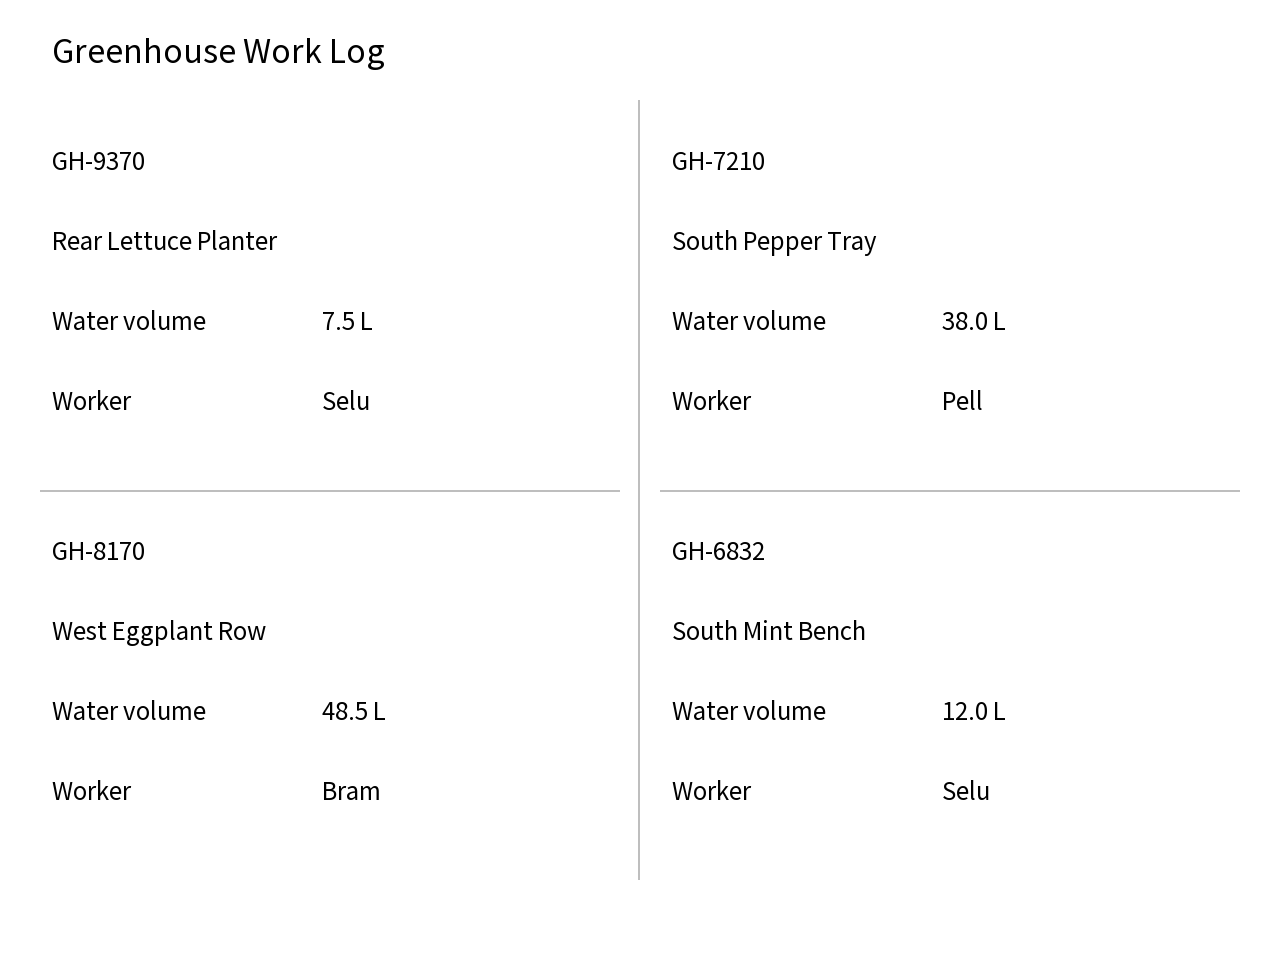 Greenhouse Work Log
GH-9370
Rear Lettuce Planter
Water volume 7.5 L
Worker Selu
GH-7210
South Pepper Tray
Water volume 38.0 L
Worker Pell
GH-8170
West Eggplant Row
Water volume 48.5 L
Worker Bram
GH-6832
South Mint Bench
Water volume 12.0 L
Worker Selu